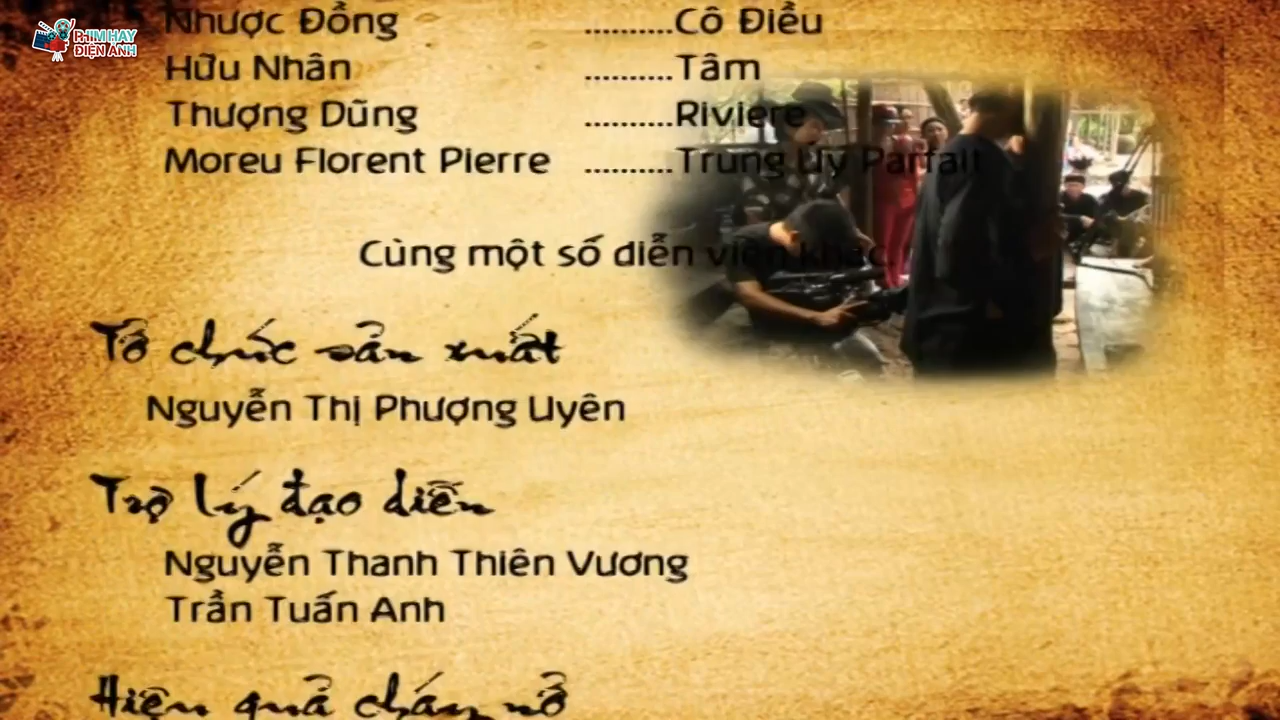 PHIM HAY
ĐIỆN ẢNH
Nhược Đồng ..........Cô Điều
Hữu Nhân ..........Tâm
Thượng Dũng ..........Riviere
Moreu Florent Pierre ..........Trung Úy Parfait
Cùng một số diễn viên khác.
Tổ chức sản xuất
Nguyễn Thị Phượng Uyên
Trợ lý đạo diễn
Nguyễn Thanh Thiên Vương
Trần Tuấn Anh
Hiệu quả cháy nổ